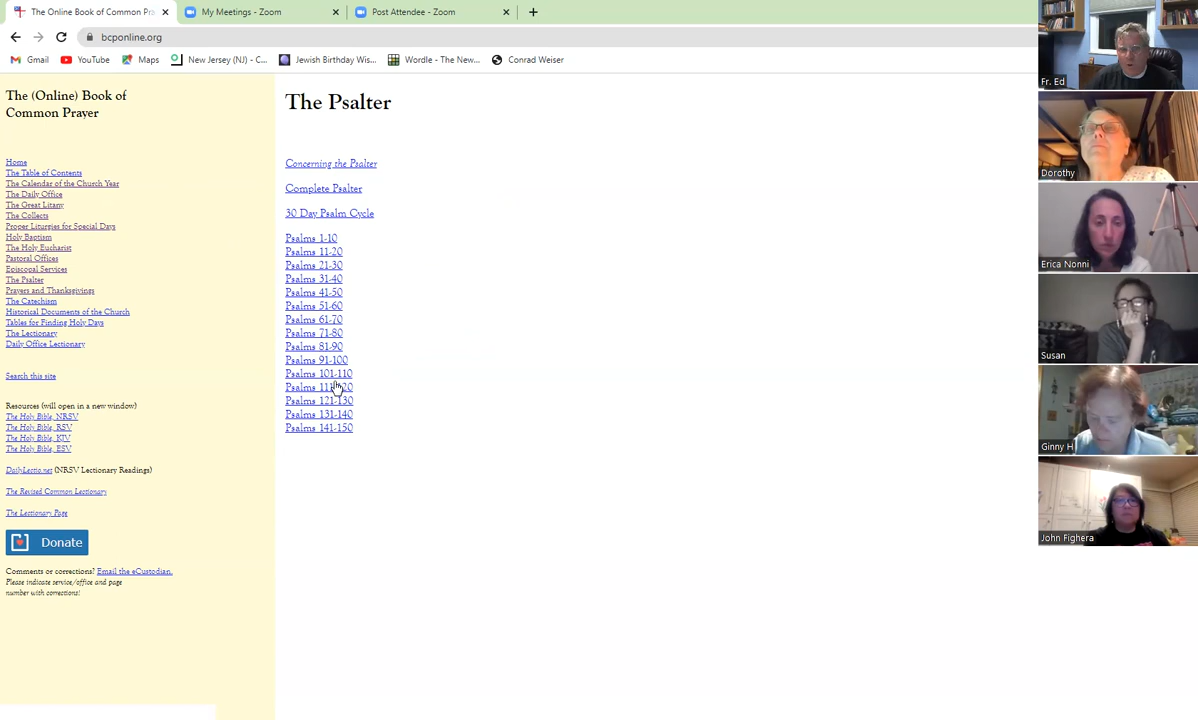 The Online Book of Common Pra
My Meetings - Zoom
Post Attendee - Zoom
bcponline.org
Gmail
YouTube
Maps
New Jersey (NJ) - C...
Jewish Birthday Wis...
Wordle - The New...
Conrad Weiser
The (Online) Book of
Common Prayer
Home
The Table of Contents
The Calendar of the Church Year
The Daily Office
The Great Litany
The Collects
Proper Liturgies for Special Days
Holy Baptism
The Holy Eucharist
Pastoral Offices
Episcopal Services
The Psalter
Prayers and Thanksgivings
The Catechism
Historical Documents of the Church
Tables for Finding Holy Days
The Lectionary
Daily Office Lectionary
Search this site
Resources (will open in a new window)
The Holy Bible, NRSV
The Holy Bible, RSV
The Holy Bible, KJV
The Holy Bible, ESV
DailyLectio.net (NRSV Lectionary Readings)
The Revised Common Lectionary
The Lectionary Page
Donate
Comments or corrections? Email the eCustodian.
Please indicate service/office and page
number with corrections!
The Psalter
Concerning the Psalter
Complete Psalter
30 Day Psalm Cycle
Psalms 1-10
Psalms 11-20
Psalms 21-30
Psalms 31-40
Psalms 41-50
Psalms 51-60
Psalms 61-70
Psalms 71-80
Psalms 81-90
Psalms 91-100
Psalms 101-110
Psalms 111-120
Psalms 121-130
Psalms 131-140
Psalms 141-150
Fr. Ed
Dorothy
Erica Nonni
Susan
Ginny H
John Fighera